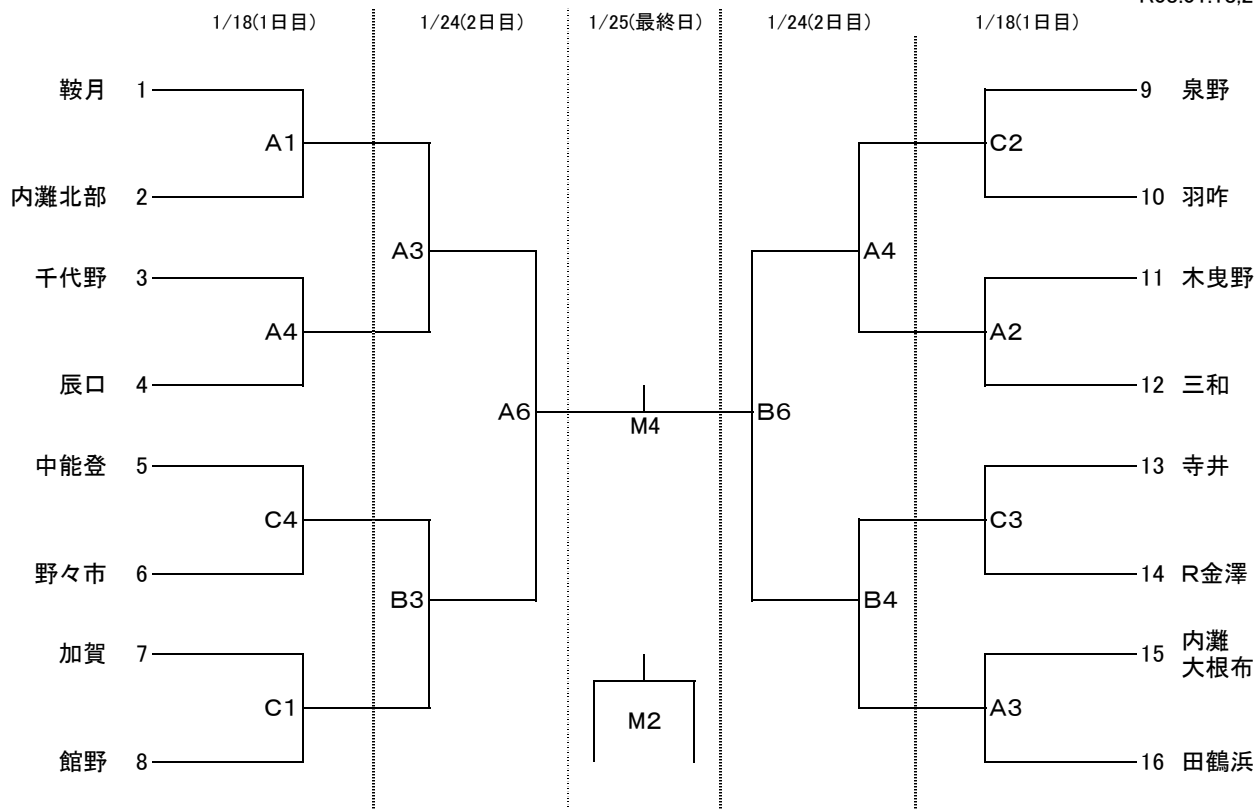 R08.01.18,2
1/18(1日目)
1/24(2日目)
1/25(最終日)
1/24(2日目)
1/18(1日目)
鞍月 1
A1
内灘北部 2
A3
千代野 3
A4
辰口 4
A6
中能登 5
C4
野々市 6
B3
加賀 7
C1
館野 8
M4
M2
9 泉野
C2
10 羽咋
A4
11 木曳野
A2
12 三和
B6
13 寺井
C3
14 R金澤
B4
15 内灘
大根布
A3
16 田鶴浜